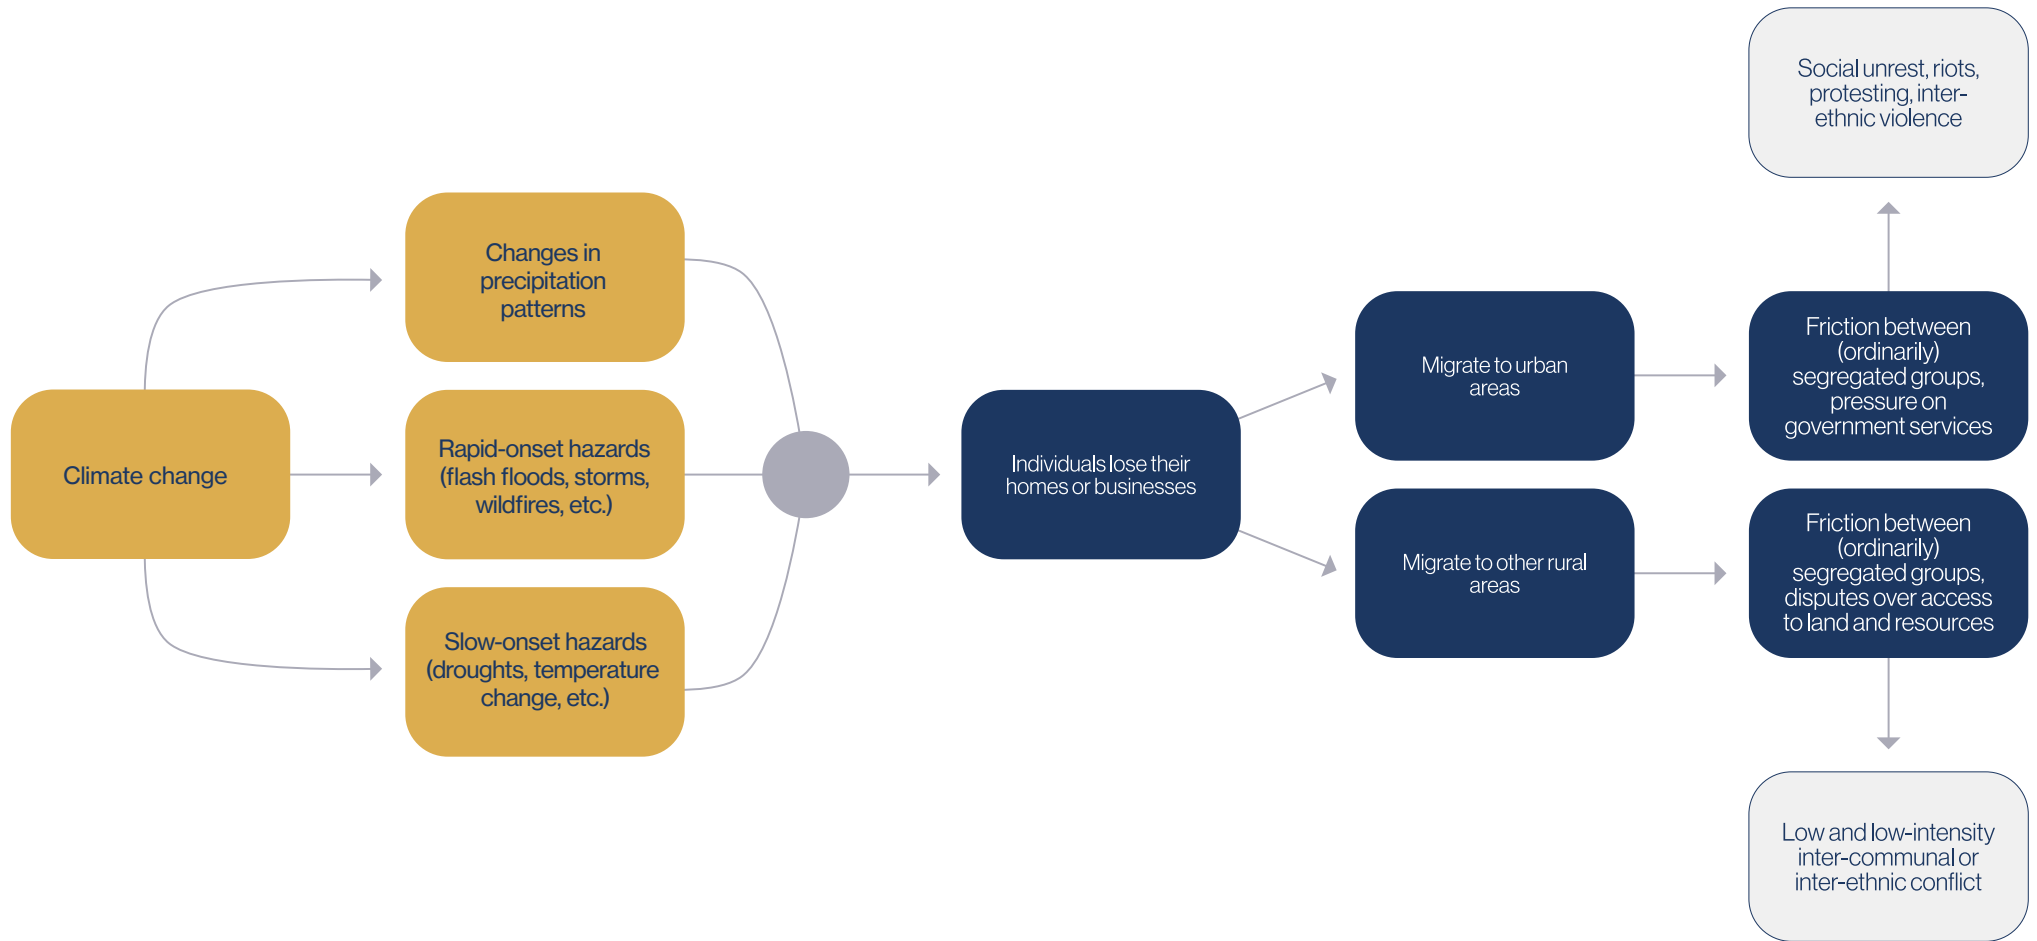 Climate change
Changes in
precipitation
patterns
Rapid-onset hazards
(flash floods, storms,
wildfires, etc.)
Slow-onset hazards
(droughts, temperature
change, etc.)
Individuals lose their
homes or businesses
Migrate to urban
areas
Migrate to other rural
areas
Social unrest, riots,
protesting, inter-
ethnic violence
Friction between
(ordinarily)
segregated groups,
pressure on
government services
Friction between
(ordinarily)
segregated groups,
disputes over access
to land and resources
Low and low-intensity
inter-communal or
inter-ethnic conflict